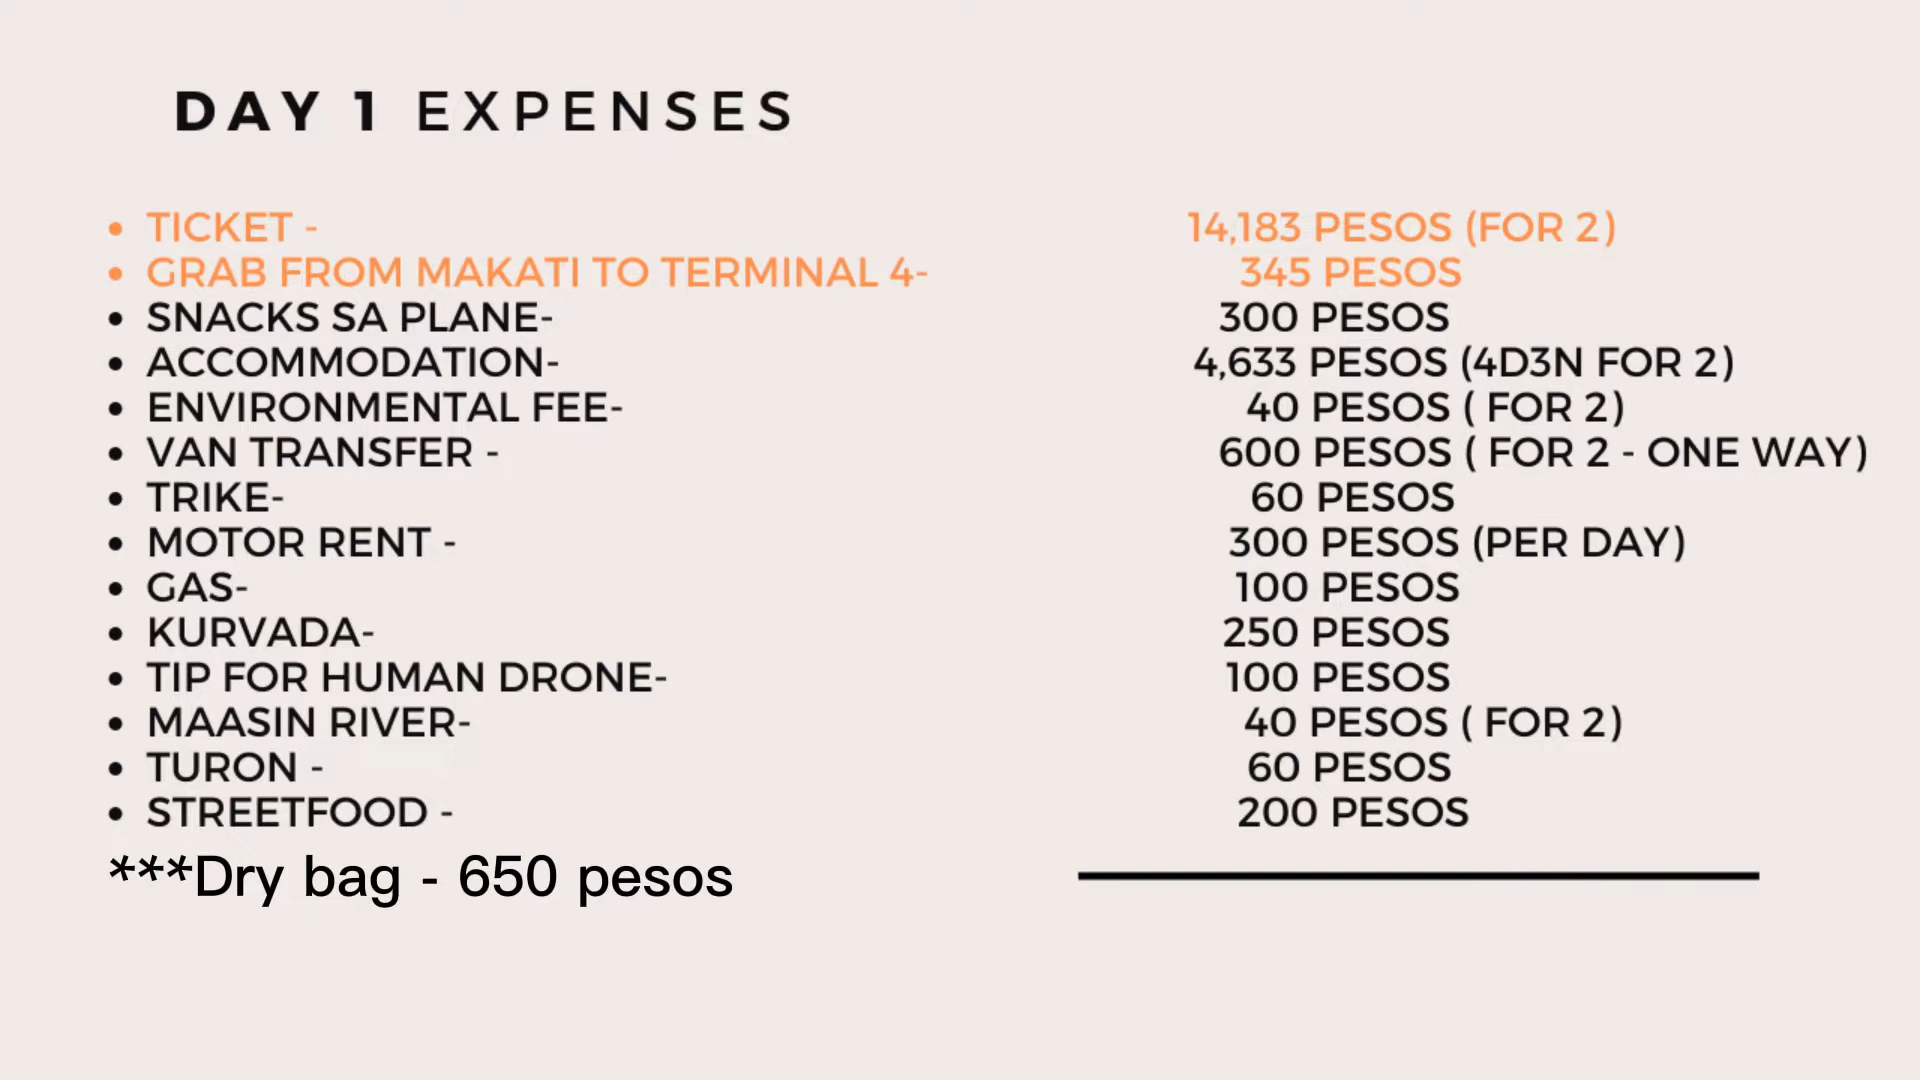 DAY 1 EXPENSES
• TICKET - 14,183 PESOS (FOR 2)
• GRAB FROM MAKATI TO TERMINAL 4- 345 PESOS
• SNACKS SA PLANE- 300 PESOS
• ACCOMMODATION- 4,633 PESOS (4D3N FOR 2)
• ENVIRONMENTAL FEE- 40 PESOS ( FOR 2)
• VAN TRANSFER - 600 PESOS ( FOR 2 - ONE WAY)
• TRIKE- 60 PESOS
• MOTOR RENT - 300 PESOS (PER DAY)
• GAS- 100 PESOS
• KURVADA- 250 PESOS
• TIP FOR HUMAN DRONE- 100 PESOS
• MAASIN RIVER- 40 PESOS ( FOR 2)
• TURON - 60 PESOS
• STREETFOOD - 200 PESOS
***Dry bag - 650 pesos